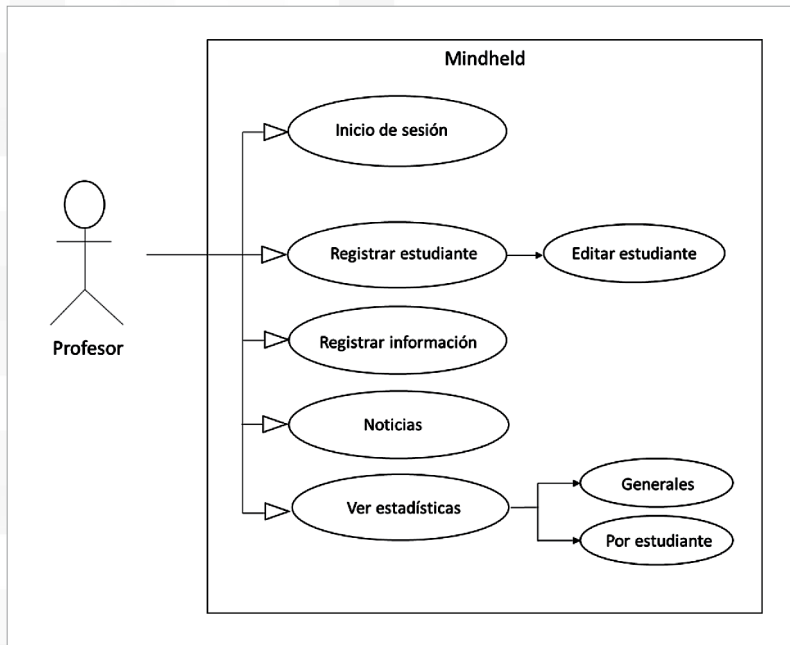 Mindheld
Inicio de sesión
Registrar estudiante
Editar estudiante
Profesor
Registrar información
Noticias
Ver estadísticas
Generales
Por estudiante